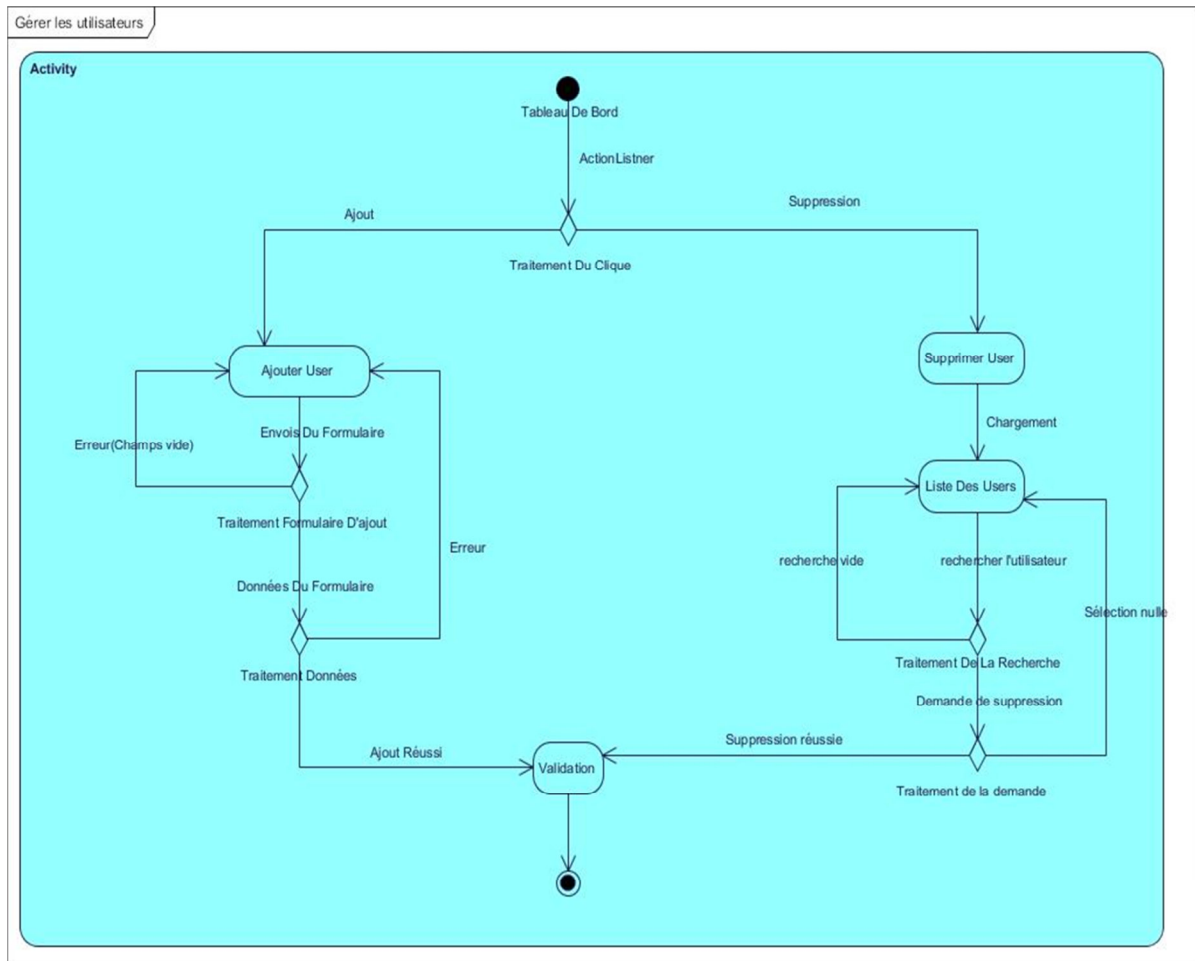 Gérer les utilisateurs
Activity
Tableau De Bord
ActionListner
Ajout
Suppression
Traitement Du Clique
Ajouter User
Supprimer User
Envois Du Formulaire
Chargement
Erreur(Champs vide)
Liste Des Users
Traitement Formulaire D'ajout
Erreur
recherche vide
rechercher l'utilisateur
Données Du Formulaire
Sélection nulle
Traitement De La Recherche
Traitement Données
Demande de suppression
Ajout Réussi
Suppression réussie
Validation
Traitement de la demande